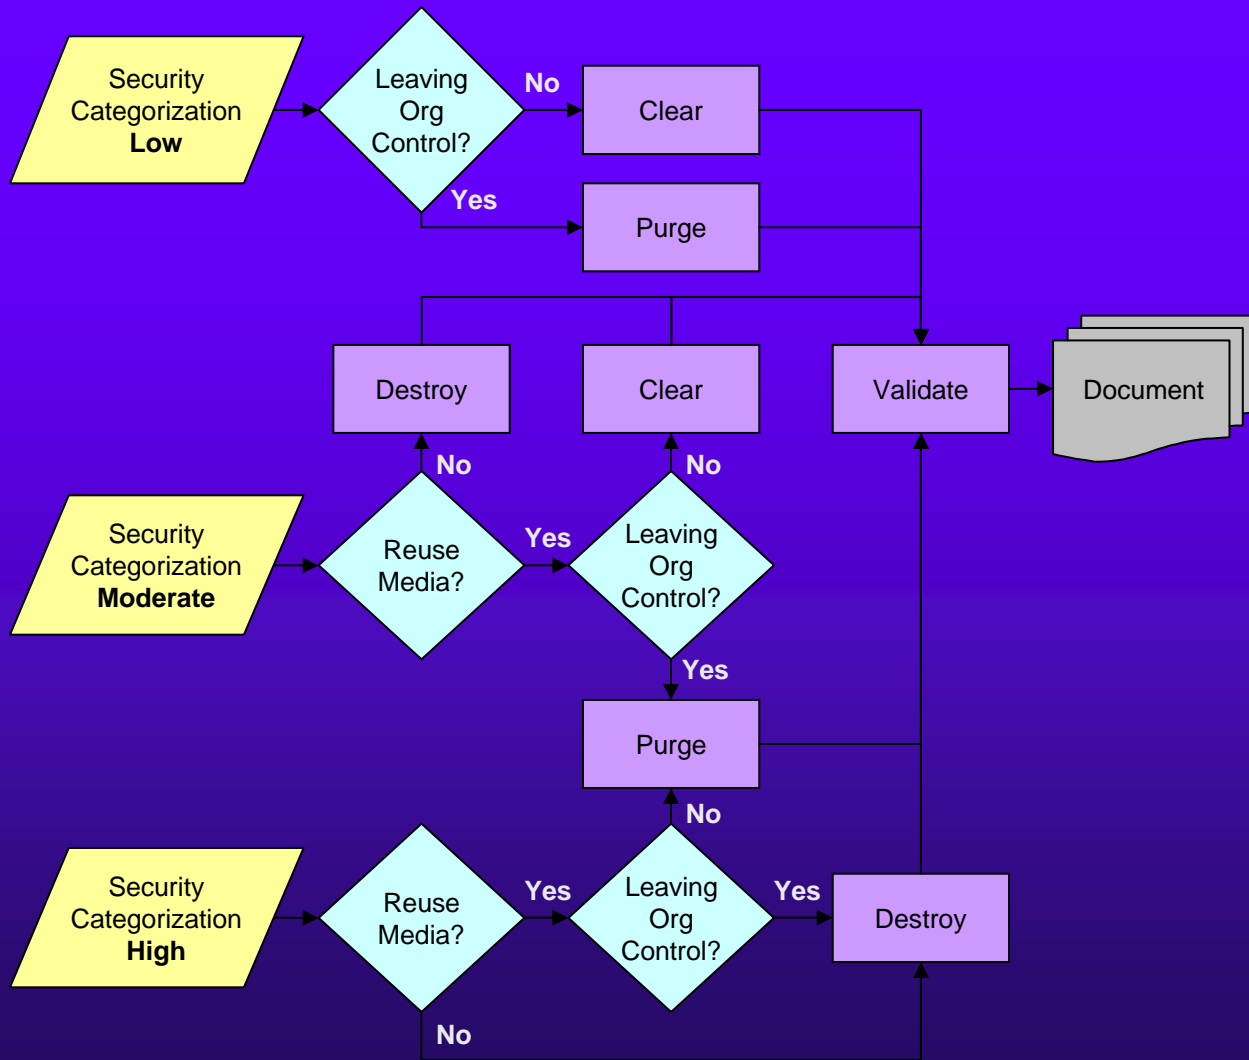 Security
Categorization
Low
Leaving
Org
Control?
No
Clear
Yes
Purge
Destroy
Clear
Validate
Document
No
No
Security
Categorization
Moderate
Reuse
Media?
Yes
Leaving
Org
Control?
Yes
Purge
No
Security
Categorization
High
Reuse
Media?
Yes
Leaving
Org
Control?
Yes
Destroy
No